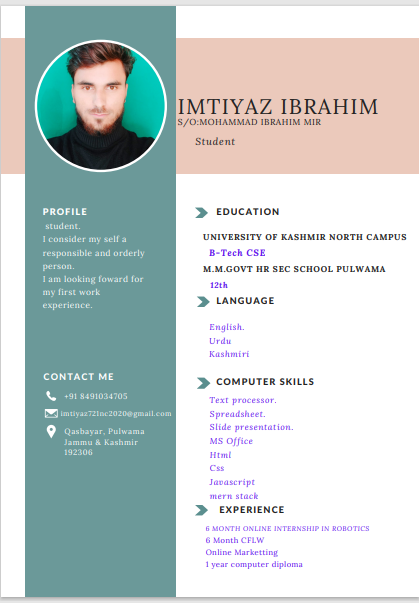 IMTIYAZ IBRAHIM
S/O:MOHAMMAD IBRAHIM MIR
Student
PROFILE
student.
I consider my self a
responsible and orderly
person.
I am looking foward for
my first work
experience.
CONTACT ME
+91 8491034705
imtiyaz721nc2020@gmail.com
Qasbayar, Pulwama
Jammu & Kashmir
192306
EDUCATION
UNIVERSITY OF KASHMIR NORTH CAMPUS
B-Tech CSE
M.M.GOVT HR SEC SCHOOL PULWAMA
12th
LANGUAGE
English.
Urdu
Kashmiri
COMPUTER SKILLS
Text processor.
Spreadsheet.
Slide presentation.
MS Office
Html
Css
Javascript
mern stack
EXPERIENCE
6 MONTH ONLINE INTERNSHIP IN ROBOTICS
6 Month CFLW
Online Marketting
1 year computer diploma